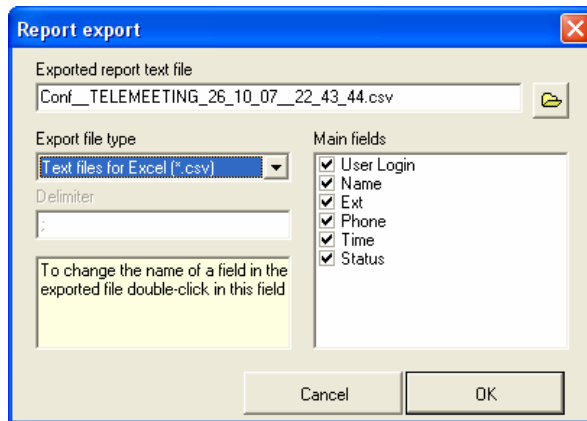 Report export
Exported report text file
Conf__TELEMEETING_26_10_07__22_43_44.csv
Export file type
Text files for Excel (*.csv)
Delimiter
;
To change the name of a field in the
exported file double-click in this field
Main fields
User Login
Name
Ext
Phone
Time
Status
Cancel
OK